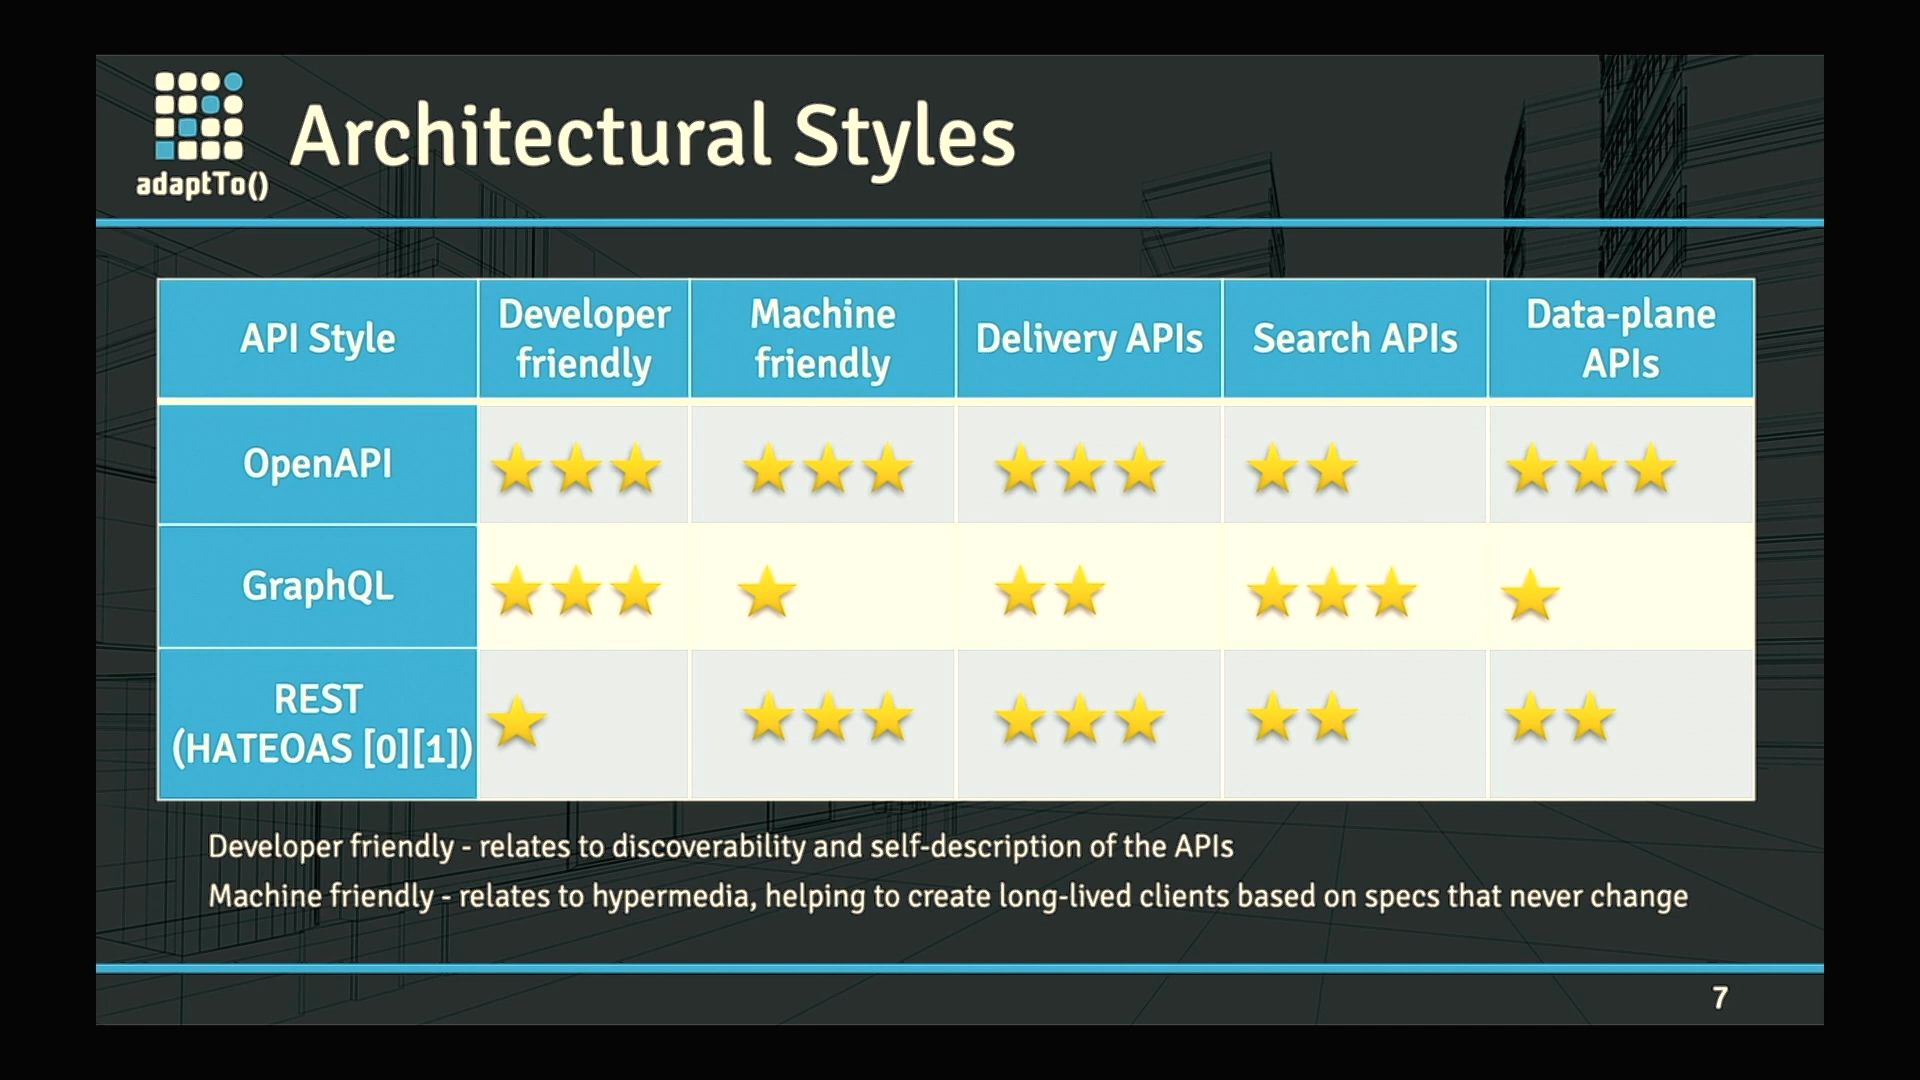 adaptTo()
Architectural Styles
API Style
Developer
friendly
Machine
friendly
Delivery APIs
Search APIs
Data-plane
APIs
OpenAPI
GraphQL
REST
(HATEOAS [0][1])
Developer friendly - relates to discoverability and self-description of the APIs
Machine friendly - relates to hypermedia, helping to create long-lived clients based on specs that never change
7